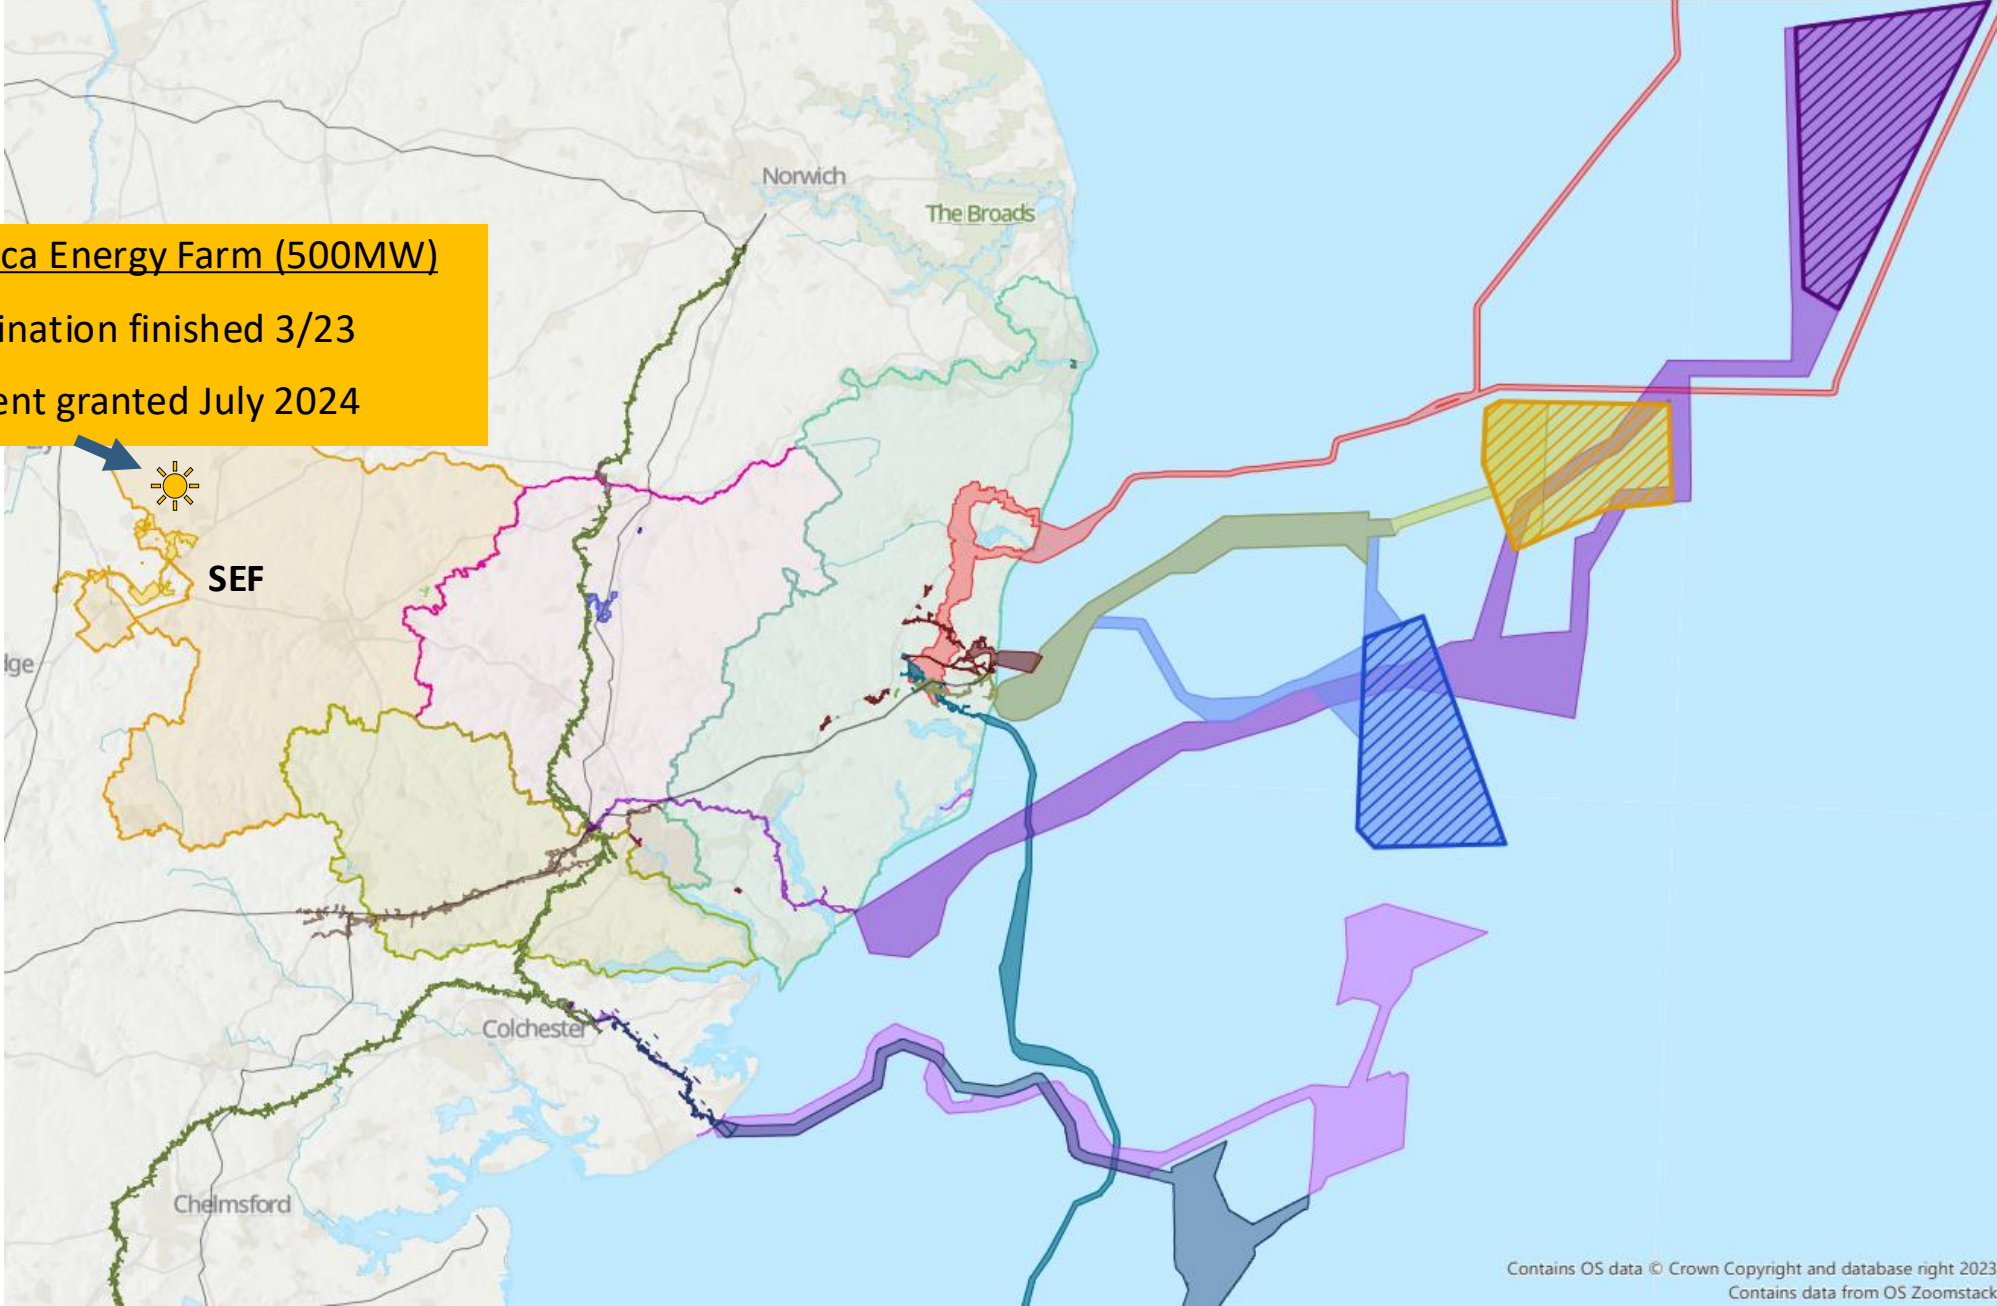 Norwich
The Broads
ca Energy Farm (500MW)
ination finished 3/23
ent granted July 2024
SEF
dge
Colchester
Chelmsford
Contains OS data © Crown Copyright and database right 2023
Contains data from OS Zoomstack